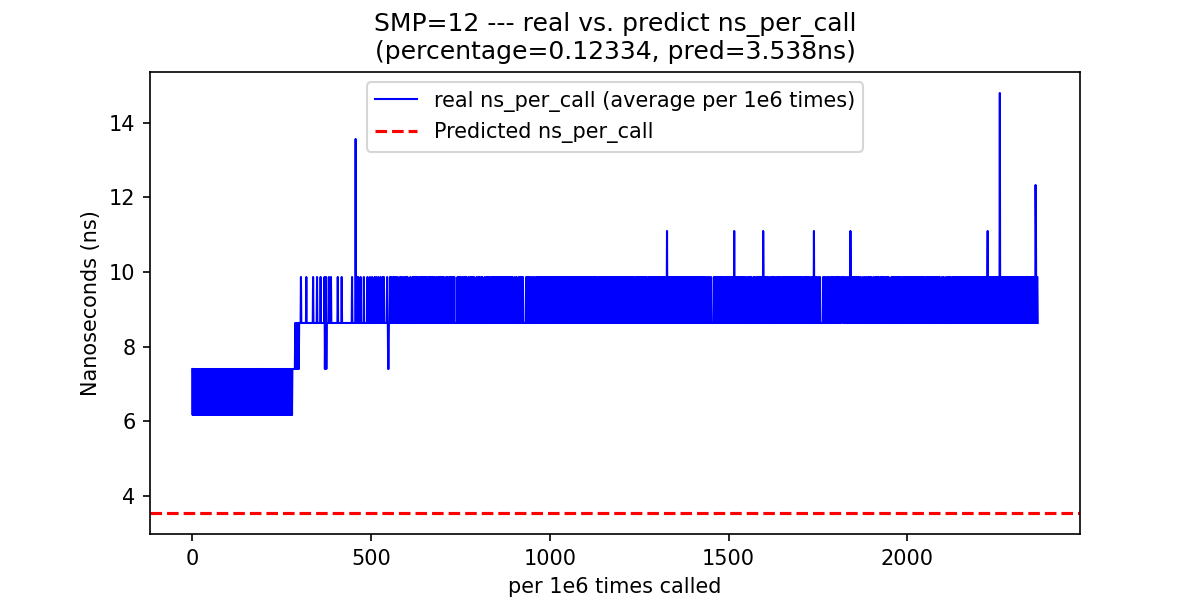 SMP=12 --- real vs. predict ns_per_call
(percentage=0.12334, pred=3.538ns)
real ns_per_call (average per 1e6 times)
Predicted ns_per_call
Nanoseconds (ns)
14
12
10
8
6
4
0
500
1000
1500
2000
per 1e6 times called